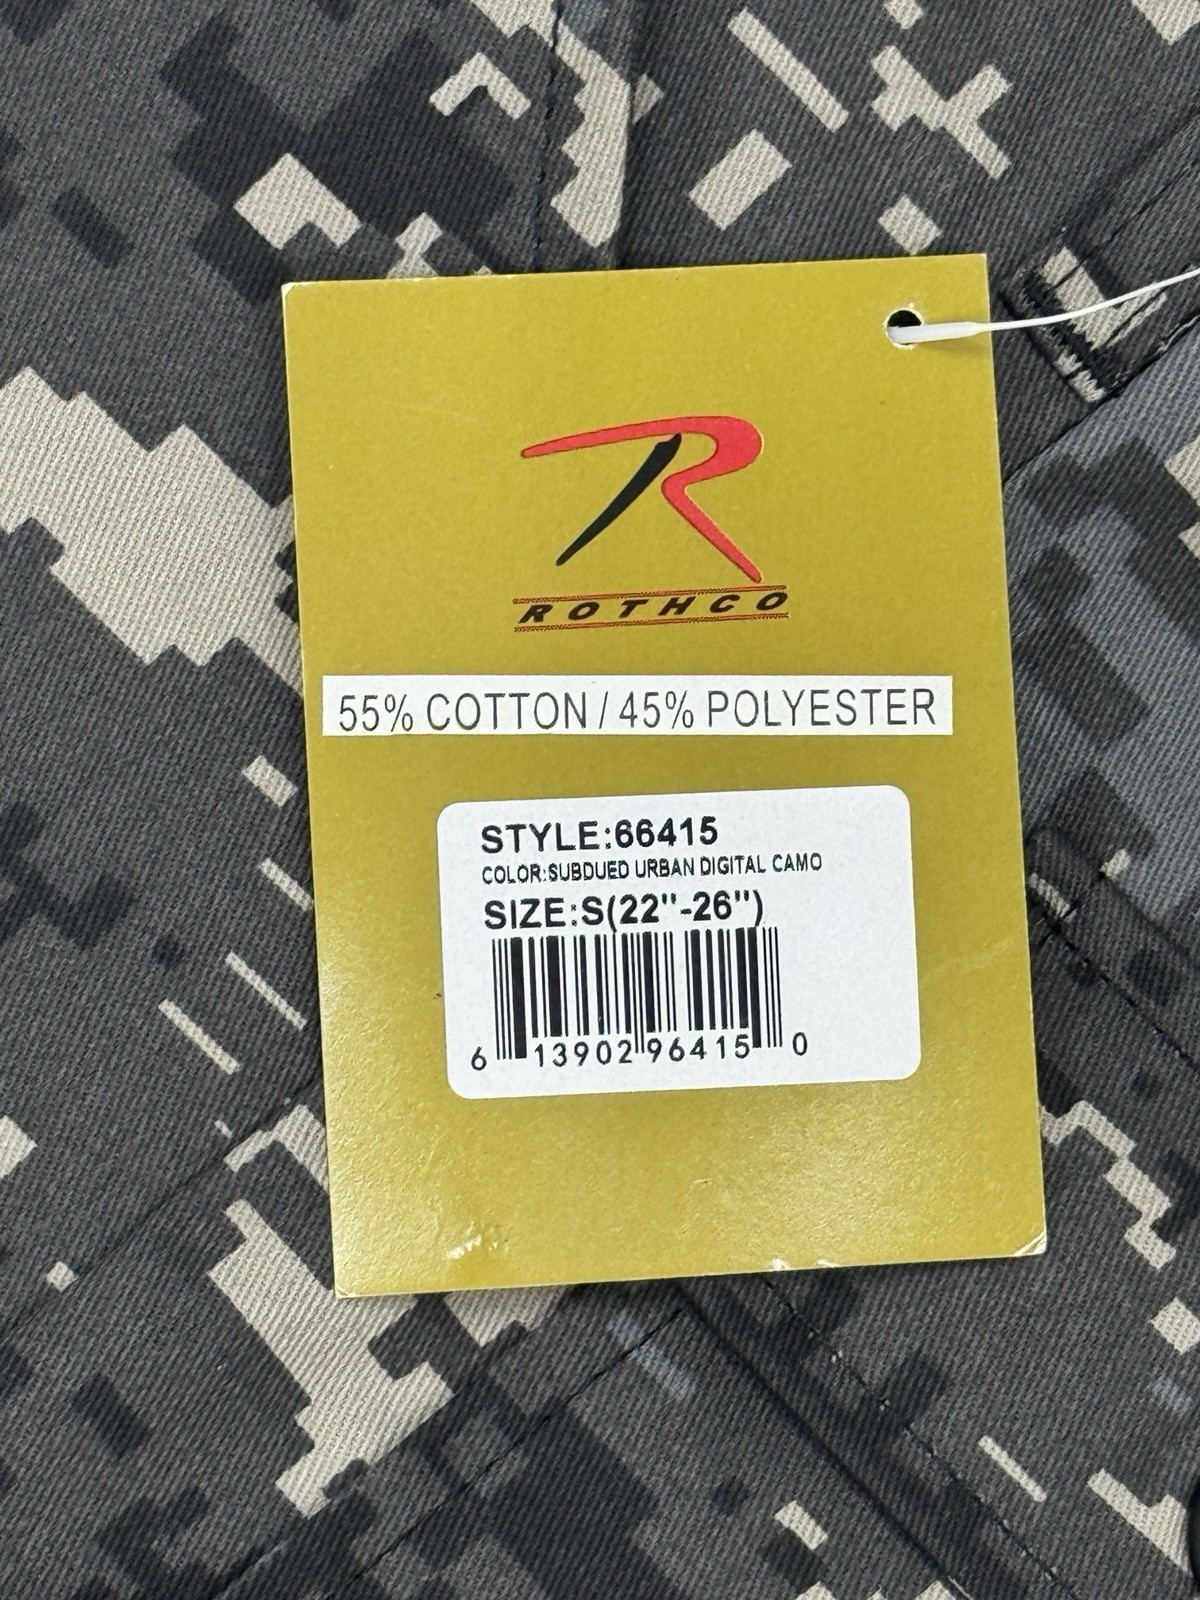 R
ROTHCO
55% COTTON / 45% POLYESTER
STYLE:66415
COLOR:SUBDUED URBAN DIGITAL CAMO
SIZE:S(22"-26")
6 13902 96415 0